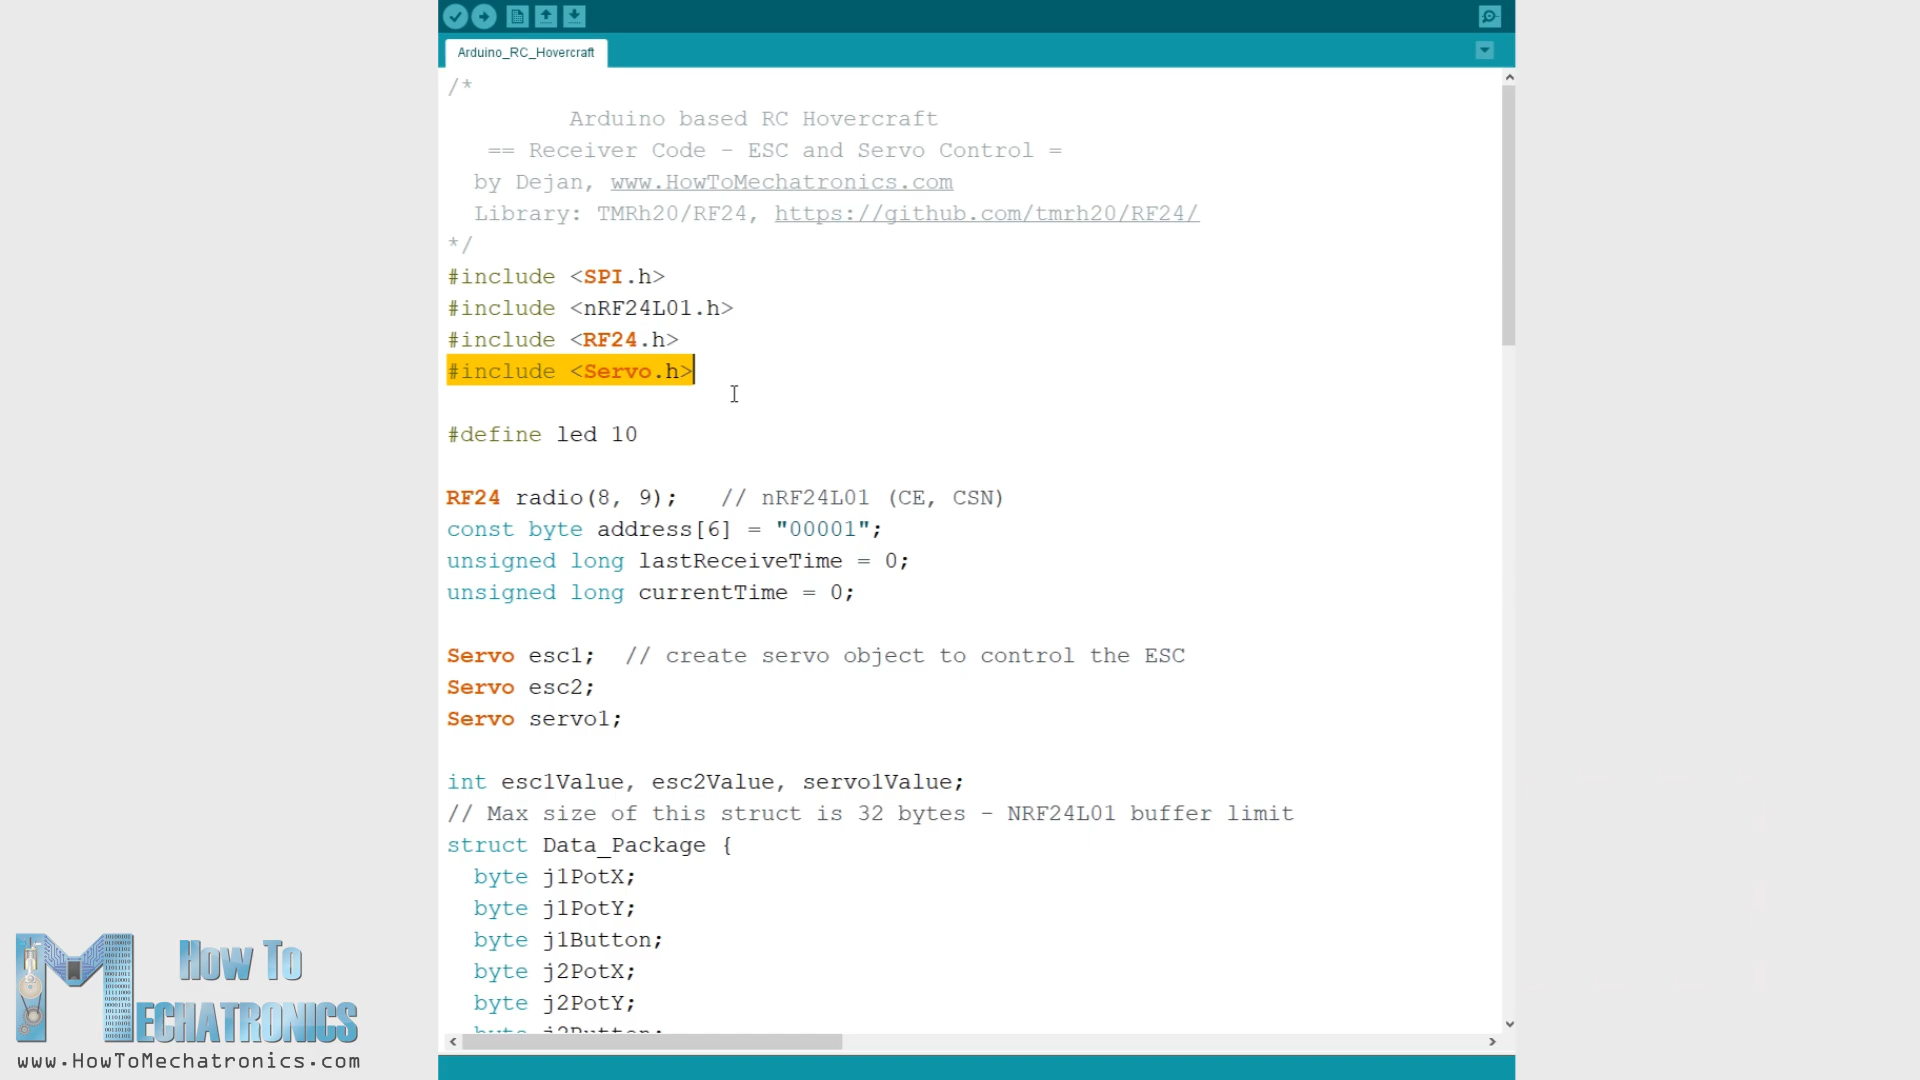 Arduino_RC_Hovercraft
/*
Arduino based RC Hovercraft
== Receiver Code - ESC and Servo Control =
by Dejan, www.HowToMechatronics.com
Library: TMRh20/RF24, https://github.com/tmrh20/RF24/
*/
#include <SPI.h>
#include <nRF24L01.h>
#include <RF24.h>
#include <Servo.h>
#define led 10
RF24 radio(8, 9);   // nRF24L01 (CE, CSN)
const byte address[6] = "00001";
unsigned long lastReceiveTime = 0;
unsigned long currentTime = 0;
Servo esc1;  // create servo object to control the ESC
Servo esc2;
Servo servo1;
int esc1Value, esc2Value, servo1Value;
// Max size of this struct is 32 bytes - NRF24L01 buffer limit
struct Data_Package {
byte j1PotX;
byte j1PotY;
byte j1Button;
byte j2PotX;
byte j2PotY;
byte j2Button;
How To
MECHATRONICS
www.HowToMechatronics.com